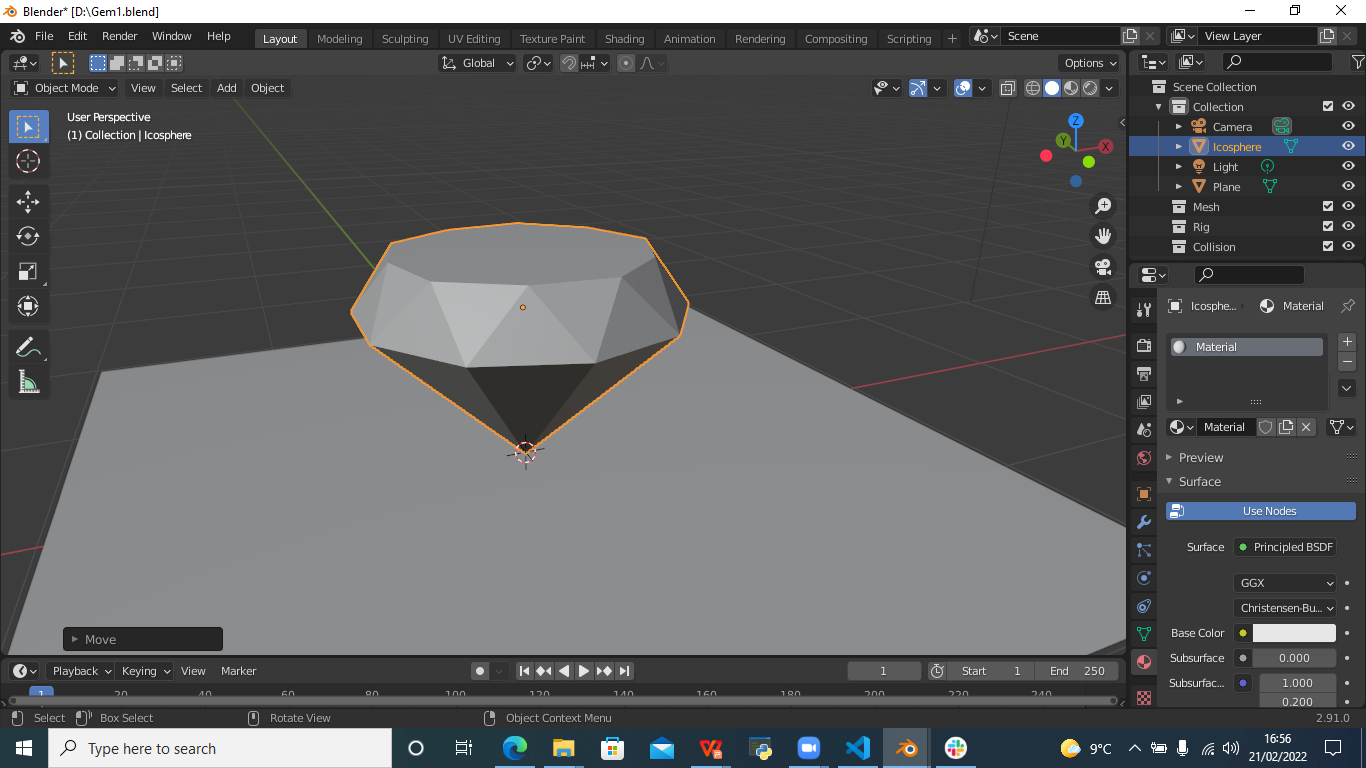 Blender* [D:\Gem1.blend]
File Edit Render Window Help Layout Modeling Sculpting UV Editing Texture Paint Shading Animation Rendering Compositing Scripting + Scene View Layer
Global Options
Object Mode View Select Add Object
User Perspective
(1) Collection | Icosphere
Z
Y
X
Scene Collection
Collection
Camera
Icosphere
Light
Plane
Mesh
Rig
Collision
Icosphe... Material
Material
Material
Preview
Surface
Use Nodes
Surface Principled BSDF
GGX
Christensen-Bu...
Base Color
Subsurface 0.000
Subsurfac... 1.000
0.200
Move
Playback Keying View Marker 1 Start 1 End 250
1 20 40 60 80 100 120 140 160 180 200 220 240
Select Box Select Rotate View Object Context Menu 2.91.0
Type here to search
9°C
16:56
21/02/2022